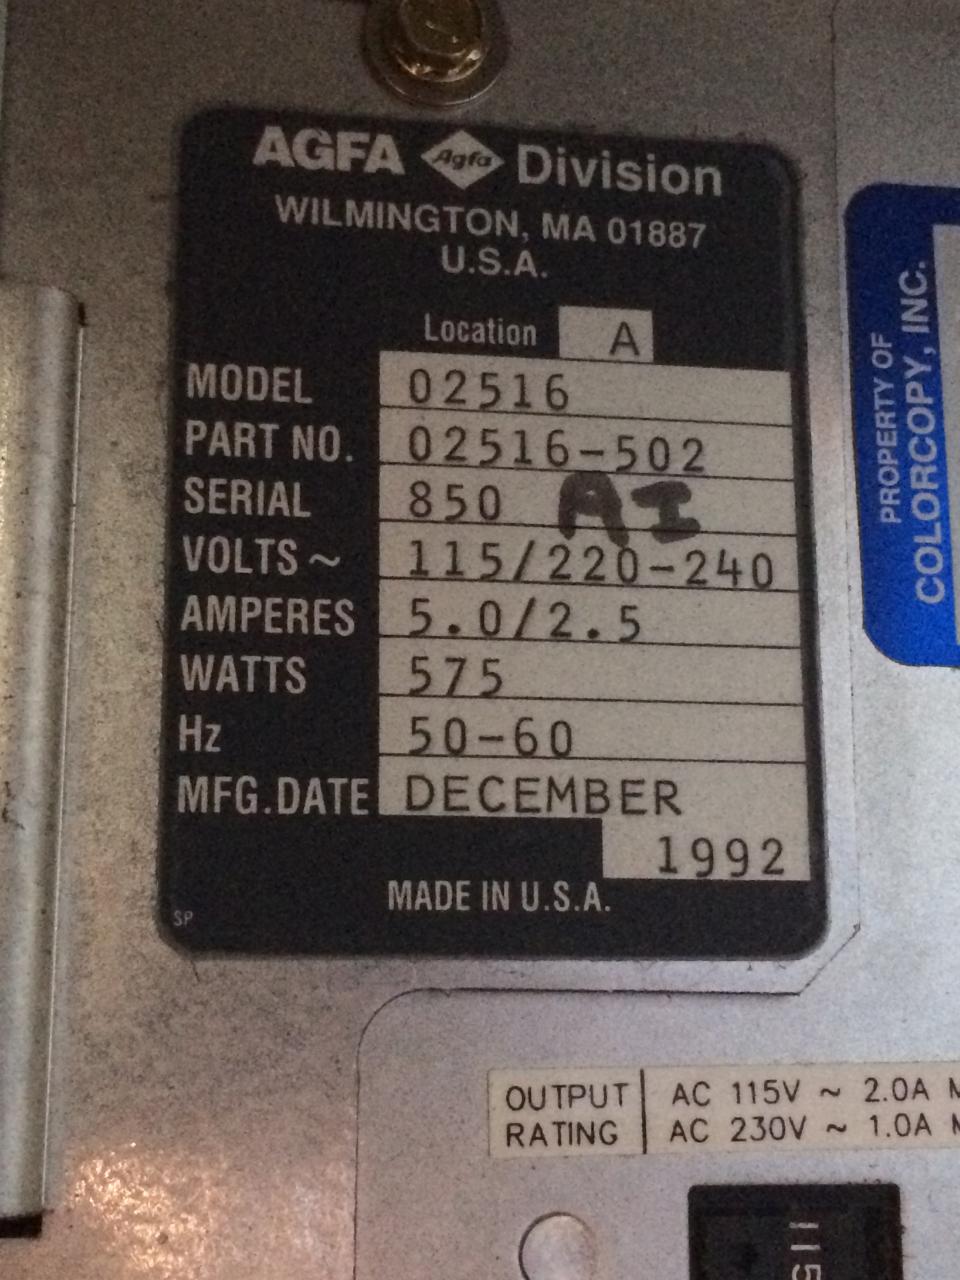 AGFA Agfa Division
WILMINGTON, MA 01887
U.S.A.
Location A
MODEL 02516
PART NO. 02516-502
SERIAL 850 AI
VOLTS ~ 115/220-240
AMPERES 5.0/2.5
WATTS 575
Hz 50-60
MFG.DATE DECEMBER
1992
MADE IN U.S.A.
SP
PROPERTY OF
COLORCOPY, INC.
OUTPUT RATING
AC 115V ~ 2.0A M
AC 230V ~ 1.0A M
115